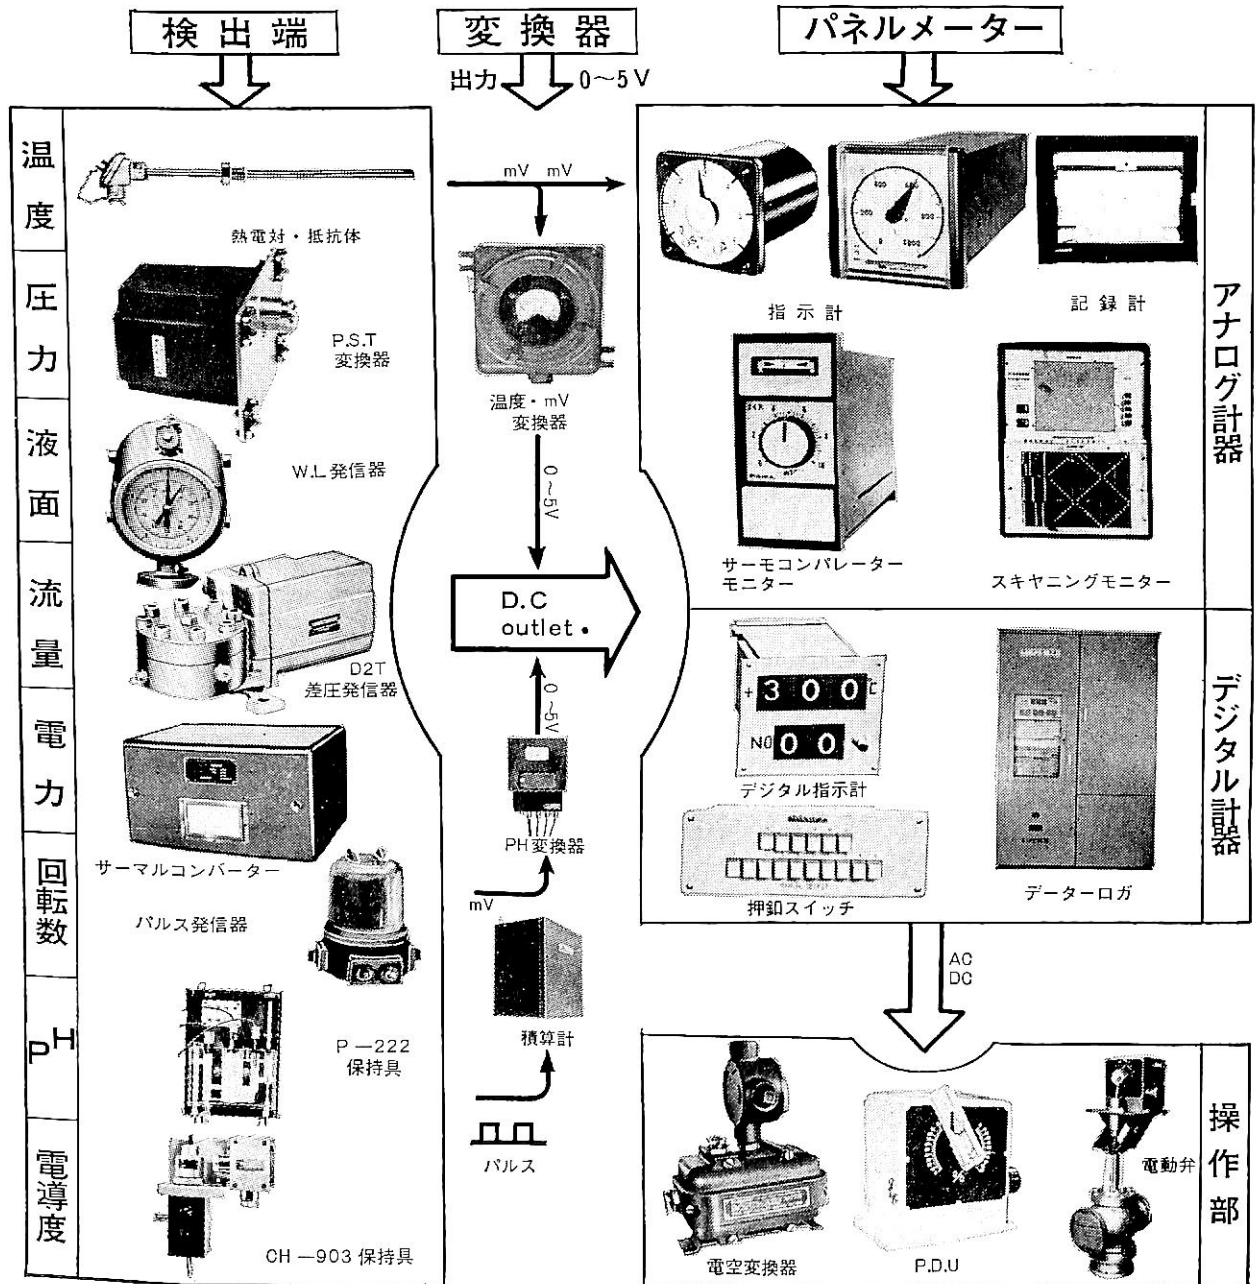 検出端
変換器
パネルメーター
出力 0～5V
温度
熱電対・抵抗体
圧力
P.S.T
変換器
液面
W.L発信器
流量
D2T
差圧発信器
電力
サーマルコンバーター
回転数
パルス発信器
PH
P-222
保持具
電導度
CH-903保持具
mV mV
温度・mV
変換器
0～5V
D.C
outlet.
0～5V
PH変換器
mV
積算計
パルス
アナログ計器
指示計
記録計
サーモコンパレーター
モニター
スキヤニングモニター
デジタル計器
+300C
NO00
デジタル指示計
押釦スイッチ
データーロガ
AC
DC
操作部
電空変換器
P.D.U
電動弁